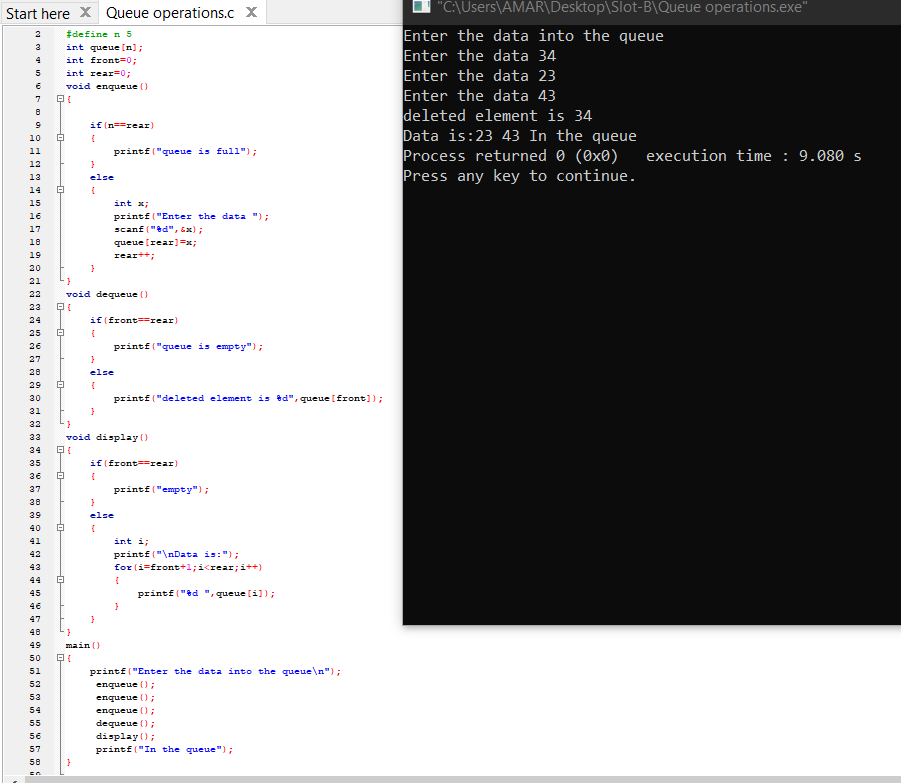 Start here X Queue operations.c X
2 #define n 5
3 int queue[n];
4 int front=0;
5 int rear=0;
6 void enqueue()
7 {
8
9 if(n==rear)
10 {
11 printf("queue is full");
12 }
13 else
14 {
15 int x;
16 printf("Enter the data ");
17 scanf("%d",&x);
18 queue[rear]=x;
19 rear++;
20 }
21 }
22 void dequeue()
23 {
24 if(front==rear)
25 {
26 printf("queue is empty");
27 }
28 else
29 {
30 printf("deleted element is %d",queue[front]);
31 }
32 }
33 void display()
34 {
35 if(front==rear)
36 {
37 printf("empty");
38 }
39 else
40 {
41 int i;
42 printf("\nData is:");
43 for(i=front+1;i<rear;i++)
44 {
45 printf("%d ",queue[i]);
46 }
47 }
48 }
49 main()
50 {
51 printf("Enter the data into the queue\n");
52 enqueue();
53 enqueue();
54 enqueue();
55 dequeue();
56 display();
57 printf("In the queue");
58 }
59
"C:\Users\AMAR\Desktop\Slot-B\Queue operations.exe"
Enter the data into the queue
Enter the data 34
Enter the data 23
Enter the data 43
deleted element is 34
Data is:23 43 In the queue
Process returned 0 (0x0)   execution time : 9.080 s
Press any key to continue.